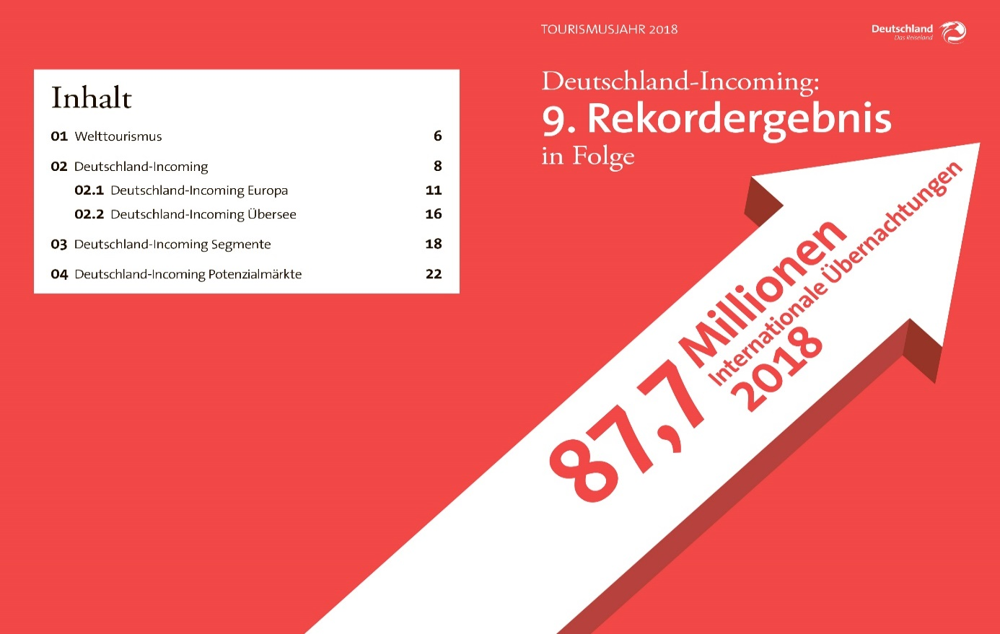 Inhalt
01 Welttourismus 6
02 Deutschland-Incoming 8
02.1 Deutschland-Incoming Europa 11
02.2 Deutschland-Incoming Übersee 16
03 Deutschland-Incoming Segmente 18
04 Deutschland-Incoming Potenzialmärkte 22
TOURISMUSJAHR 2018
Deutschland
Das Reiseland
Deutschland-Incoming:
9. Rekordergebnis
in Folge
87,7 Millionen
Internationale Übernachtungen
2018